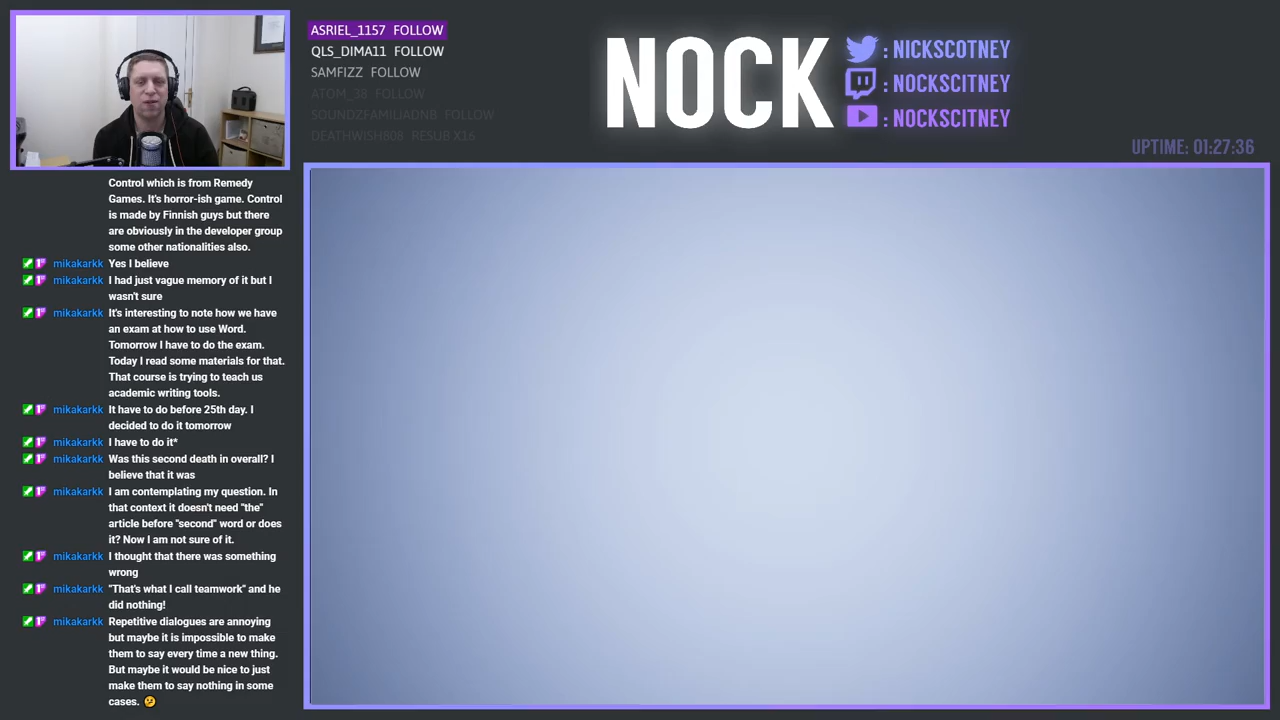 ASRIEL_1157 FOLLOW
QLS_DIMA11 FOLLOW
SAMFIZZ FOLLOW
ATOM_38 FOLLOW
SOUNDZFAMILIADNB FOLLOW
DEATHWISH808 RESUB X16
NOCK
: NICKSCOTNEY
: NOCKSCITNEY
: NOCKSCITNEY
UPTIME: 01:27:36
Control which is from Remedy
Games. It's horror-ish game. Control
is made by Finnish guys but there
are obviously in the developer group
some other nationalities also.
mikakarkk Yes I believe
mikakarkk I had just vague memory of it but I
wasn't sure
mikakarkk It's interesting to note how we have
an exam at how to use Word.
Tomorrow I have to do the exam.
Today I read some materials for that.
That course is trying to teach us
academic writing tools.
mikakarkk It have to do before 25th day. I
decided to do it tomorrow
mikakarkk I have to do it*
mikakarkk Was this second death in overall? I
believe that it was
mikakarkk I am contemplating my question. In
that context it doesn't need "the"
article before "second" word or does
it? Now I am not sure of it.
mikakarkk I thought that there was something
wrong
mikakarkk "That's what I call teamwork" and he
did nothing!
mikakarkk Repetitive dialogues are annoying
but maybe it is impossible to make
them to say every time a new thing.
But maybe it would be nice to just
make them to say nothing in some
cases. 🤔